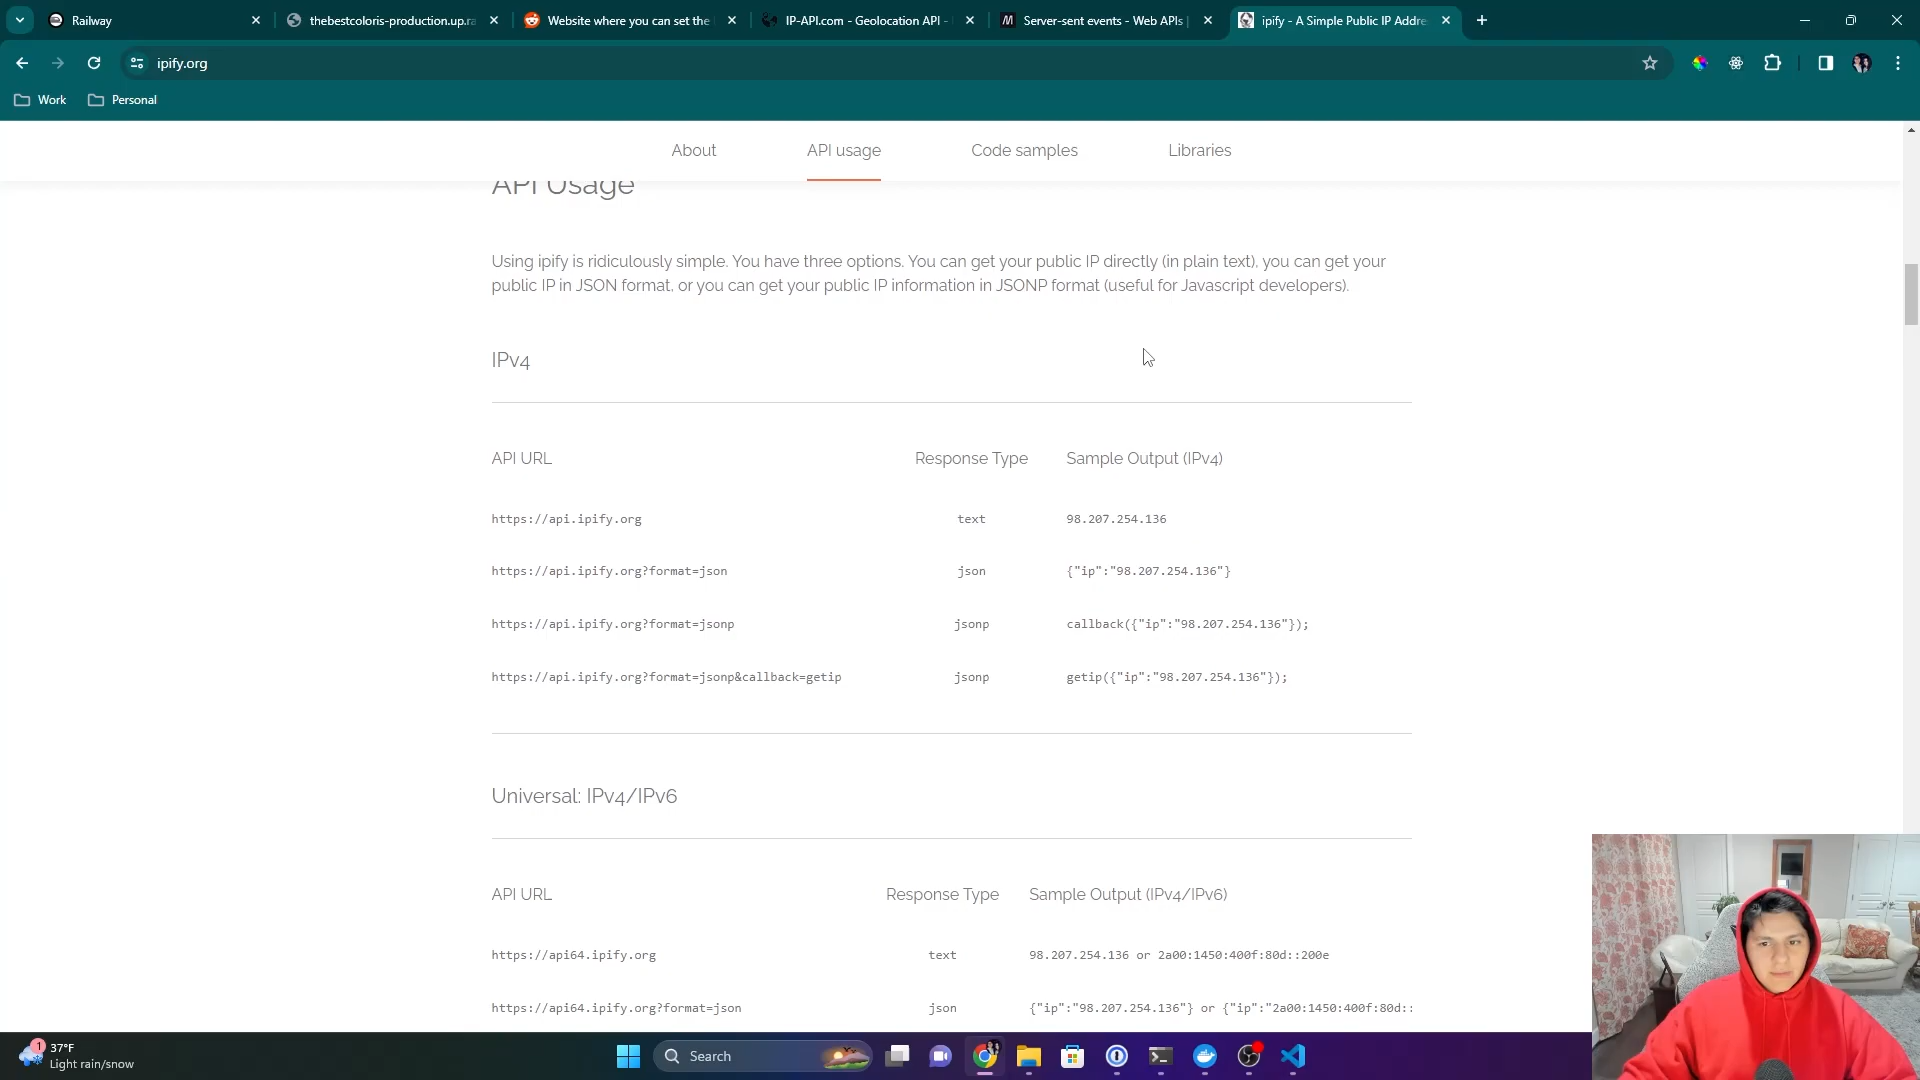 Railway
thebestcoloris-production.up.ra
Website where you can set the
IP-API.com - Geolocation API -
Server-sent events - Web APIs |
ipify - A Simple Public IP Addre
ipify.org
Work
Personal
About
API usage
Code samples
Libraries
API Usage
Using ipify is ridiculously simple. You have three options. You can get your public IP directly (in plain text), you can get your
public IP in JSON format, or you can get your public IP information in JSONP format (useful for Javascript developers).
IPv4
API URL Response Type Sample Output (IPv4)
https://api.ipify.org text 98.207.254.136
https://api.ipify.org?format=json json {"ip":"98.207.254.136"}
https://api.ipify.org?format=jsonp jsonp callback({"ip":"98.207.254.136"});
https://api.ipify.org?format=jsonp&callback=getip jsonp getip({"ip":"98.207.254.136"});
Universal: IPv4/IPv6
API URL Response Type Sample Output (IPv4/IPv6)
https://api64.ipify.org text 98.207.254.136 or 2a00:1450:400f:80d::200e
https://api64.ipify.org?format=json json {"ip":"98.207.254.136"} or {"ip":"2a00:1450:400f:80d::
1
37°F
Light rain/snow
Search